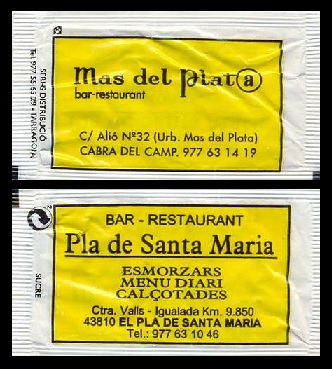 mas del plat@
bar-restaurant
C/ Alió Nº32 (Urb. Mas del Plata)
CABRA DEL CAMP. 977 63 14 19
BAR - RESTAURANT
Pla de Santa Maria
ESMORZARS
MENU DIARI
CALÇOTADES
Ctra. Valls - Igualada Km. 9.850
43810 EL PLA DE SANTA MARIA
Tel.: 977 63 10 46
SUCRE